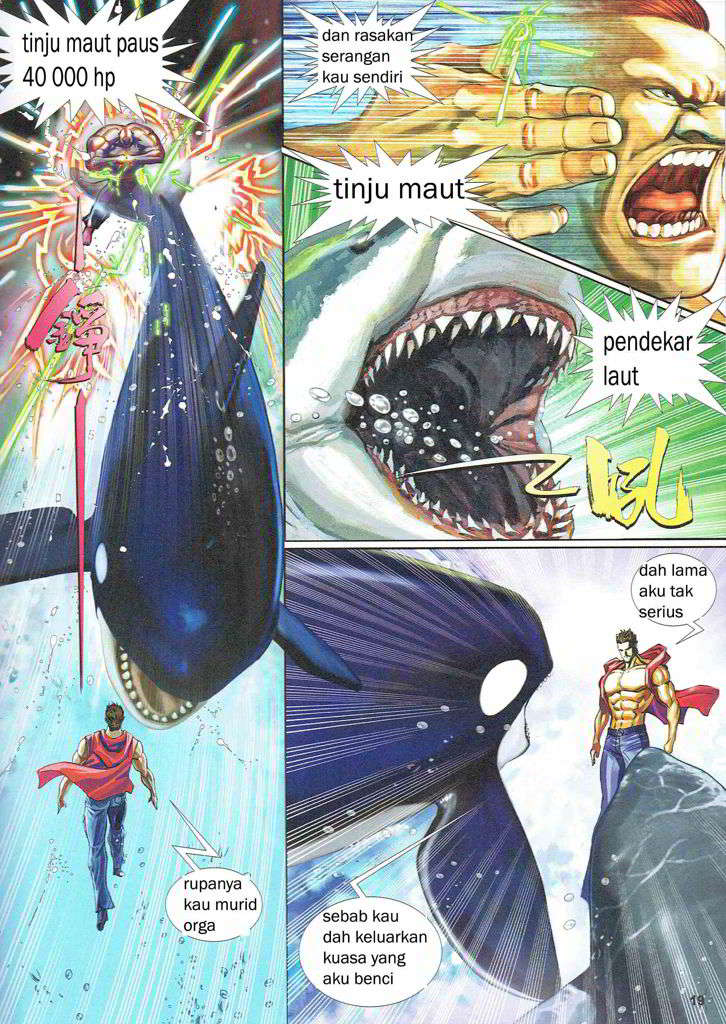 tinju maut paus
40 000 hp
dan rasakan
serangan
kau sendiri
tinju maut
pendekar
laut
吼
dah lama
aku tak
serius
rupanya
kau murid
orga
sebab kau
dah keluarkan
kuasa yang
aku benci
19